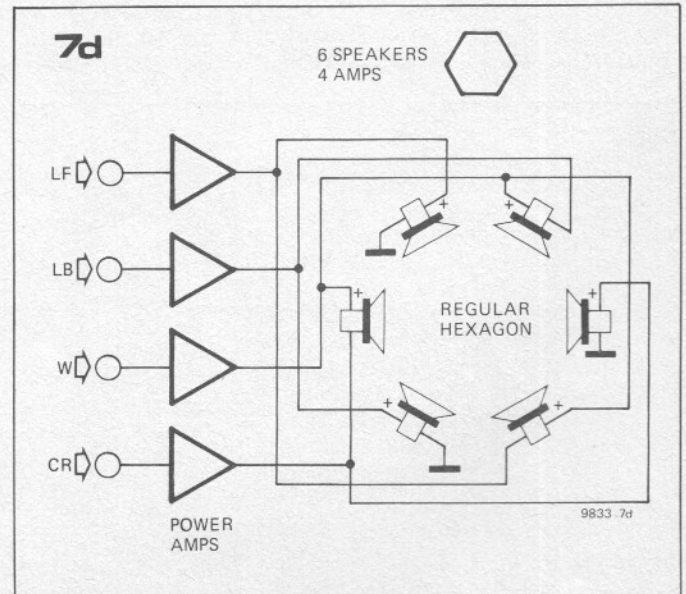 7d
6 SPEAKERS
4 AMPS
LF
LB
W
CR
+
+
+
+
+
+
REGULAR
HEXAGON
POWER
AMPS
9833 .7d